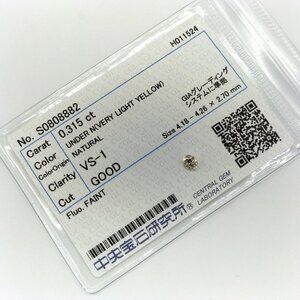 No. S0808882
H011524
Carat 0.315 ct
Color UNDER N(VERY LIGHT YELLOW)
ColorOrigin NATURAL
Clarity VS-1
Cut GOOD
Fluo. FAINT
GIAグレーディング
システムに準拠
Size 4.18 - 4.26 × 2.70 mm
中央宝石研究所
CENTRAL GEM
LABORATORY